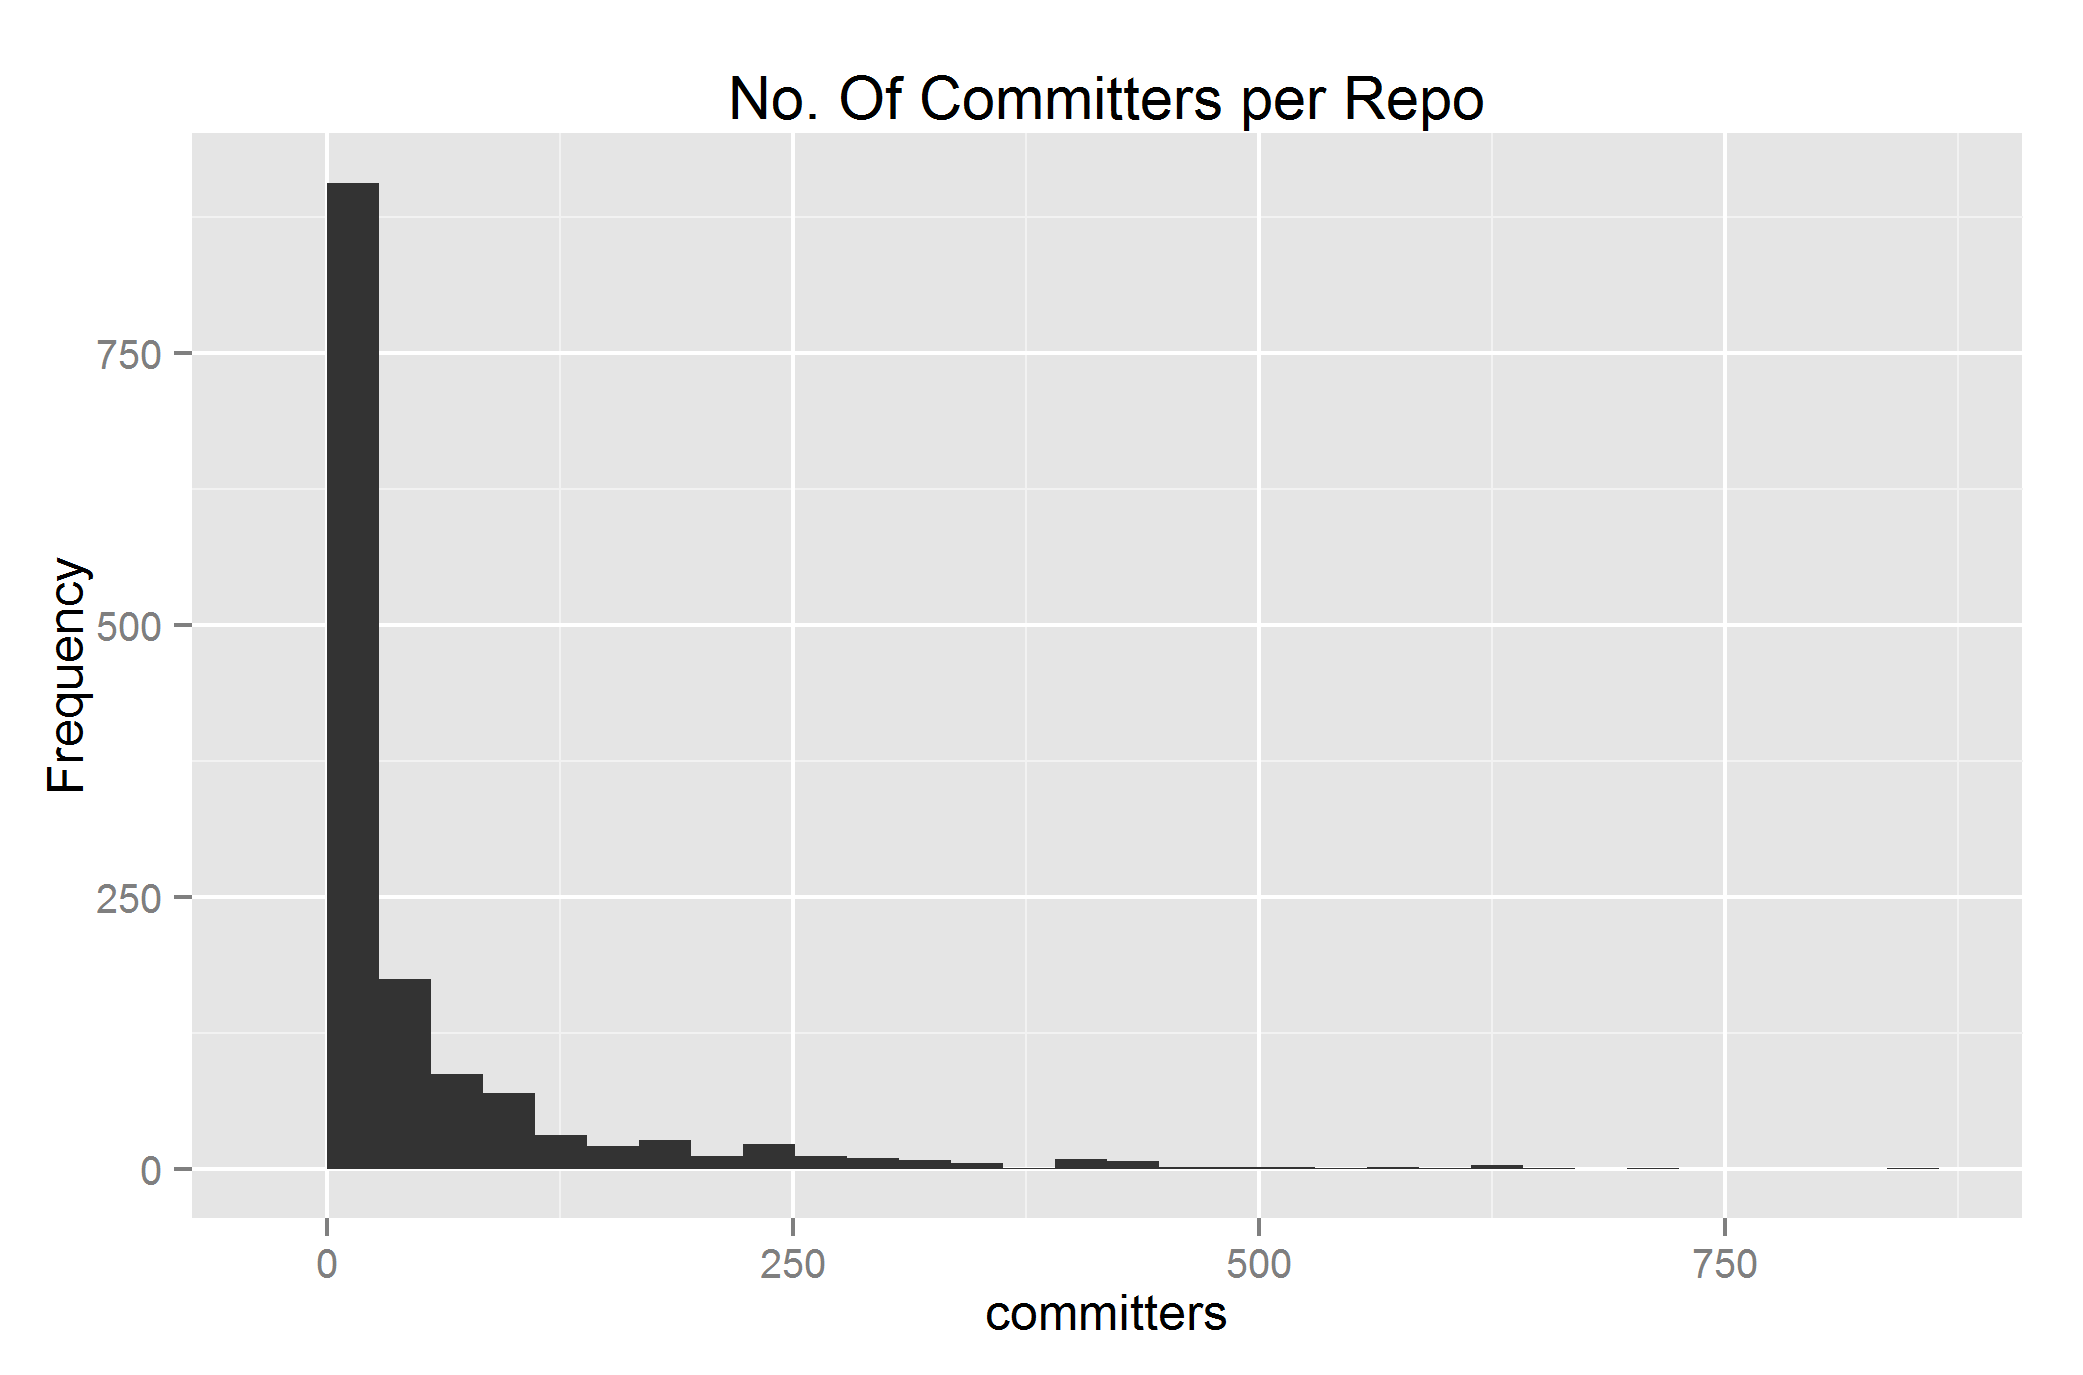 No. Of Committers per Repo
Frequency
750
500
250
0
0 250 500 750
committers